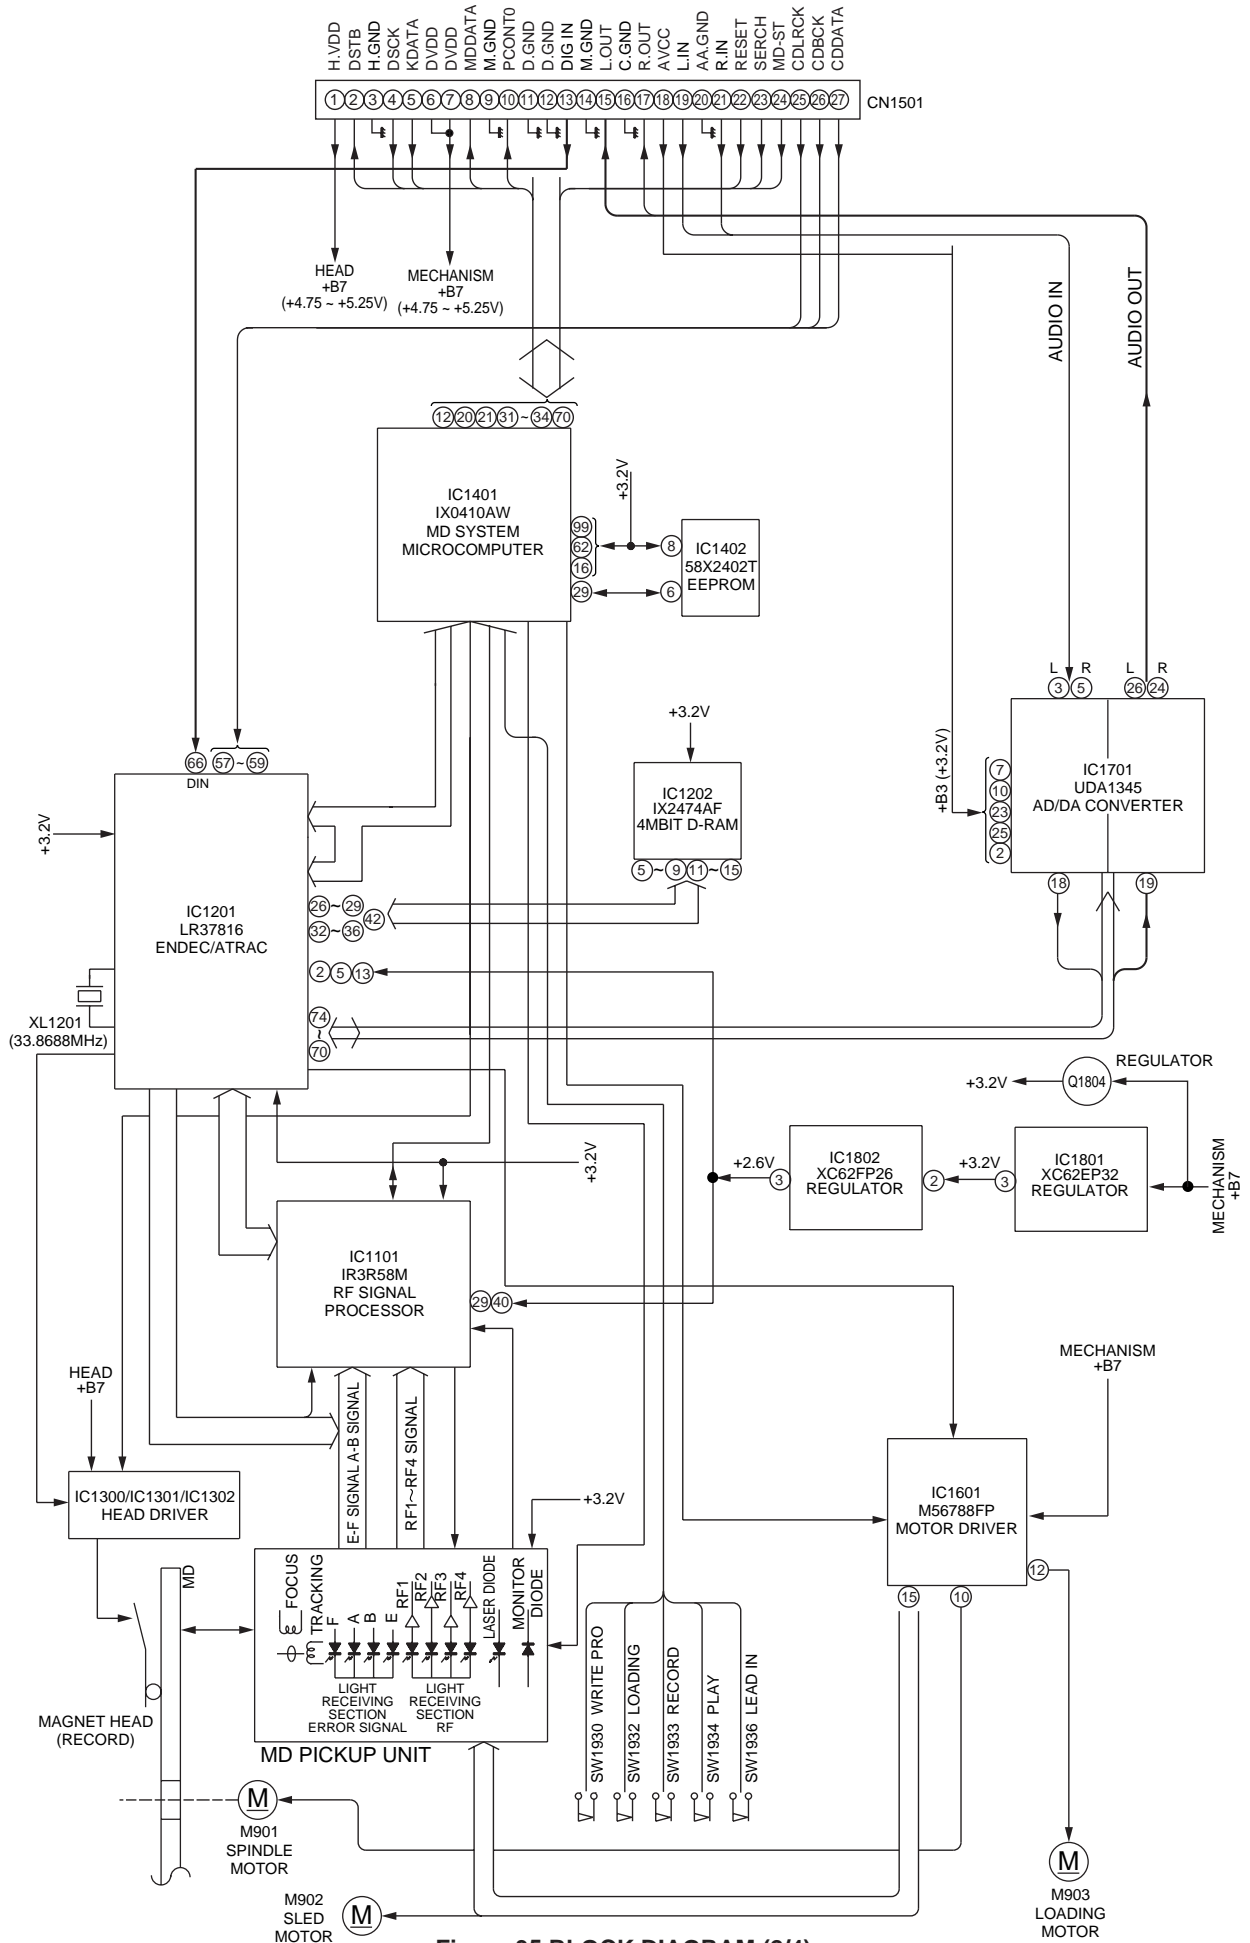 H.VDD
DSTB
H.GND
DSCK
KDATA
DVDD
DVDD
MDDATA
M.GND
PCONT0
D.GND
D.GND
DIG IN
M.GND
L.OUT
C.GND
R.OUT
AVCC
L.IN
AA.GND
R.IN
RESET
SERCH
MD-ST
CDLRCK
CDBCK
CDDATA
1 2 3 4 5 6 7 8 9 10 11 12 13 14 15 16 17 18 19 20 21 22 23 24 25 26 27
CN1501
HEAD
+B7
(+4.75 ~ +5.25V)
MECHANISM
+B7
(+4.75 ~ +5.25V)
AUDIO IN
AUDIO OUT
12 20 21 31 ~ 34 70
IC1401
IX0410AW
MD SYSTEM
MICROCOMPUTER
99
62
16
29
+3.2V
8
6
IC1402
58X2402T
EEPROM
L R L R
3 5 26 24
+3.2V
IC1202
IX2474AF
4MBIT D-RAM
5 ~ 9 11 ~ 15
+B3 (+3.2V)
7
10
23
25
2
IC1701
UDA1345
AD/DA CONVERTER
18 19
66 57 ~ 59
DIN
+3.2V
IC1201
LR37816
ENDEC/ATRAC
26 ~ 29
32 ~ 36
42
2 5 13
74
~
70
XL1201
(33.8688MHz)
REGULATOR
+3.2V
Q1804
+2.6V
3
IC1802
XC62FP26
REGULATOR
2
+3.2V
3
IC1801
XC62EP32
REGULATOR
MECHANISM
+B7
+3.2V
IC1101
IR3R58M
RF SIGNAL
PROCESSOR
29 40
HEAD
+B7
E-F SIGNAL A-B SIGNAL
RF1~RF4 SIGNAL
MECHANISM
+B7
IC1300/IC1301/IC1302
HEAD DRIVER
+3.2V
IC1601
M56788FP
MOTOR DRIVER
12
15 10
MD
FOCUS
TRACKING
F
A
B
E
RF1
RF2
RF3
RF4
LASER DIODE
MONITOR
DIODE
LIGHT
RECEIVING
SECTION
ERROR SIGNAL
LIGHT
RECEIVING
SECTION
RF
MD PICKUP UNIT
MAGNET HEAD
(RECORD)
SW1930 WRITE PRO
SW1932 LOADING
SW1933 RECORD
SW1934 PLAY
SW1936 LEAD IN
M
M901
SPINDLE
MOTOR
M902
SLED
MOTOR
M
M
M903
LOADING
MOTOR